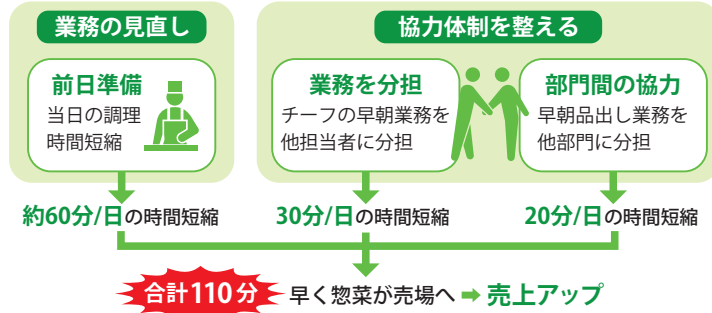 業務の見直し
前日準備
当日の調理
時間短縮
約60分/日の時間短縮
協力体制を整える
業務を分担
チーフの早朝業務を
他担当者に分担
30分/日の時間短縮
部門間の協力
早朝品出し業務を
他部門に分担
20分/日の時間短縮
合計110分 早く惣菜が売場へ ➡ 売上アップ